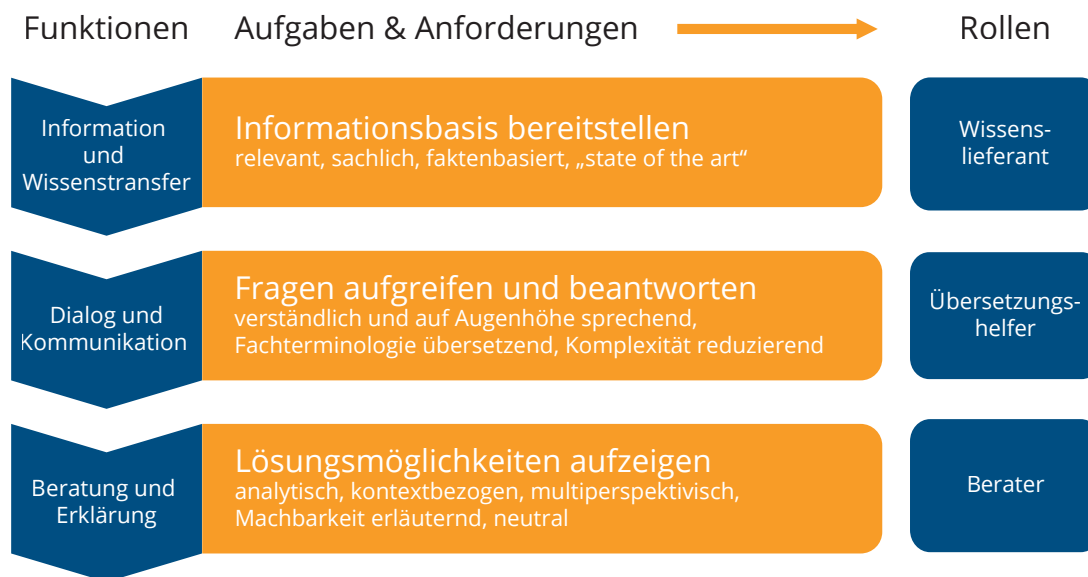 Funktionen
Aufgaben & Anforderungen
Rollen
Information
und
Wissenstransfer
Informationsbasis bereitstellen
relevant, sachlich, faktenbasiert, „state of the art“
Wissens-
lieferant
Dialog und
Kommunikation
Fragen aufgreifen und beantworten
verständlich und auf Augenhöhe sprechend,
Fachterminologie übersetzend, Komplexität reduzierend
Übersetzungs-
helfer
Beratung und
Erklärung
Lösungsmöglichkeiten aufzeigen
analytisch, kontextbezogen, multiperspektivisch,
Machbarkeit erläuternd, neutral
Berater